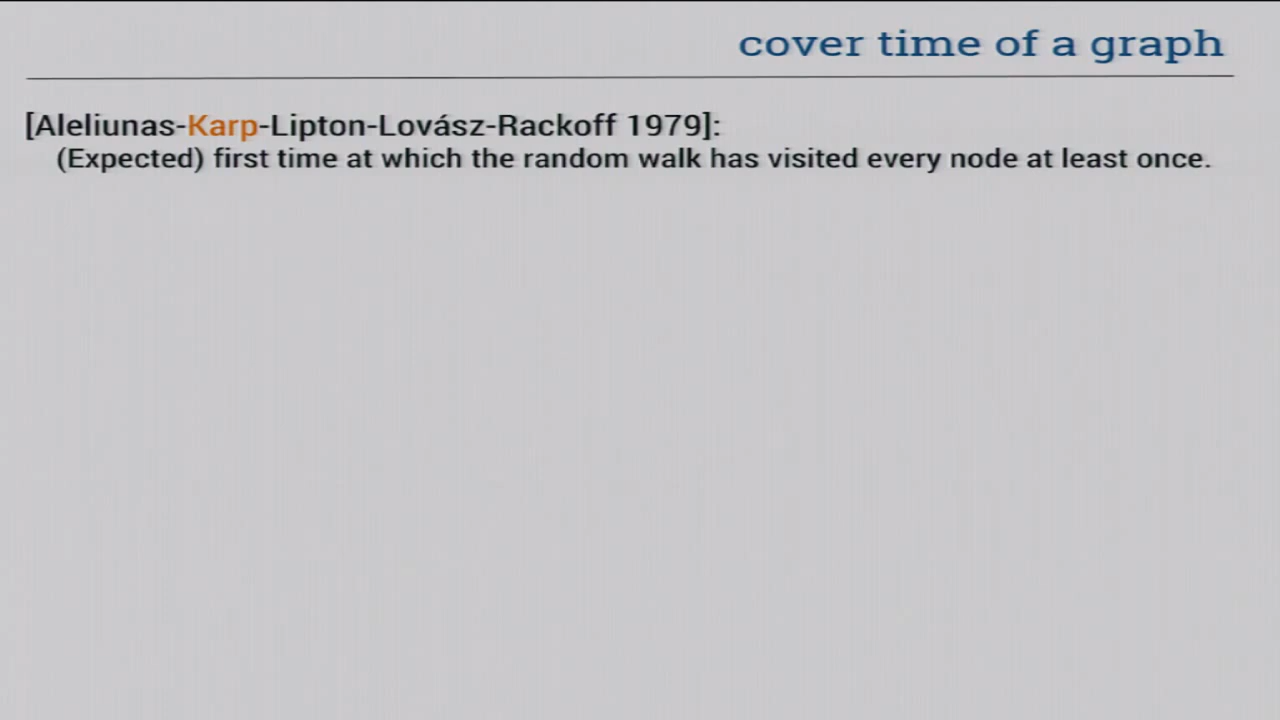 cover time of a graph
[Aleliunas-Karp-Lipton-Lovász-Rackoff 1979]:
(Expected) first time at which the random walk has visited every node at least once.